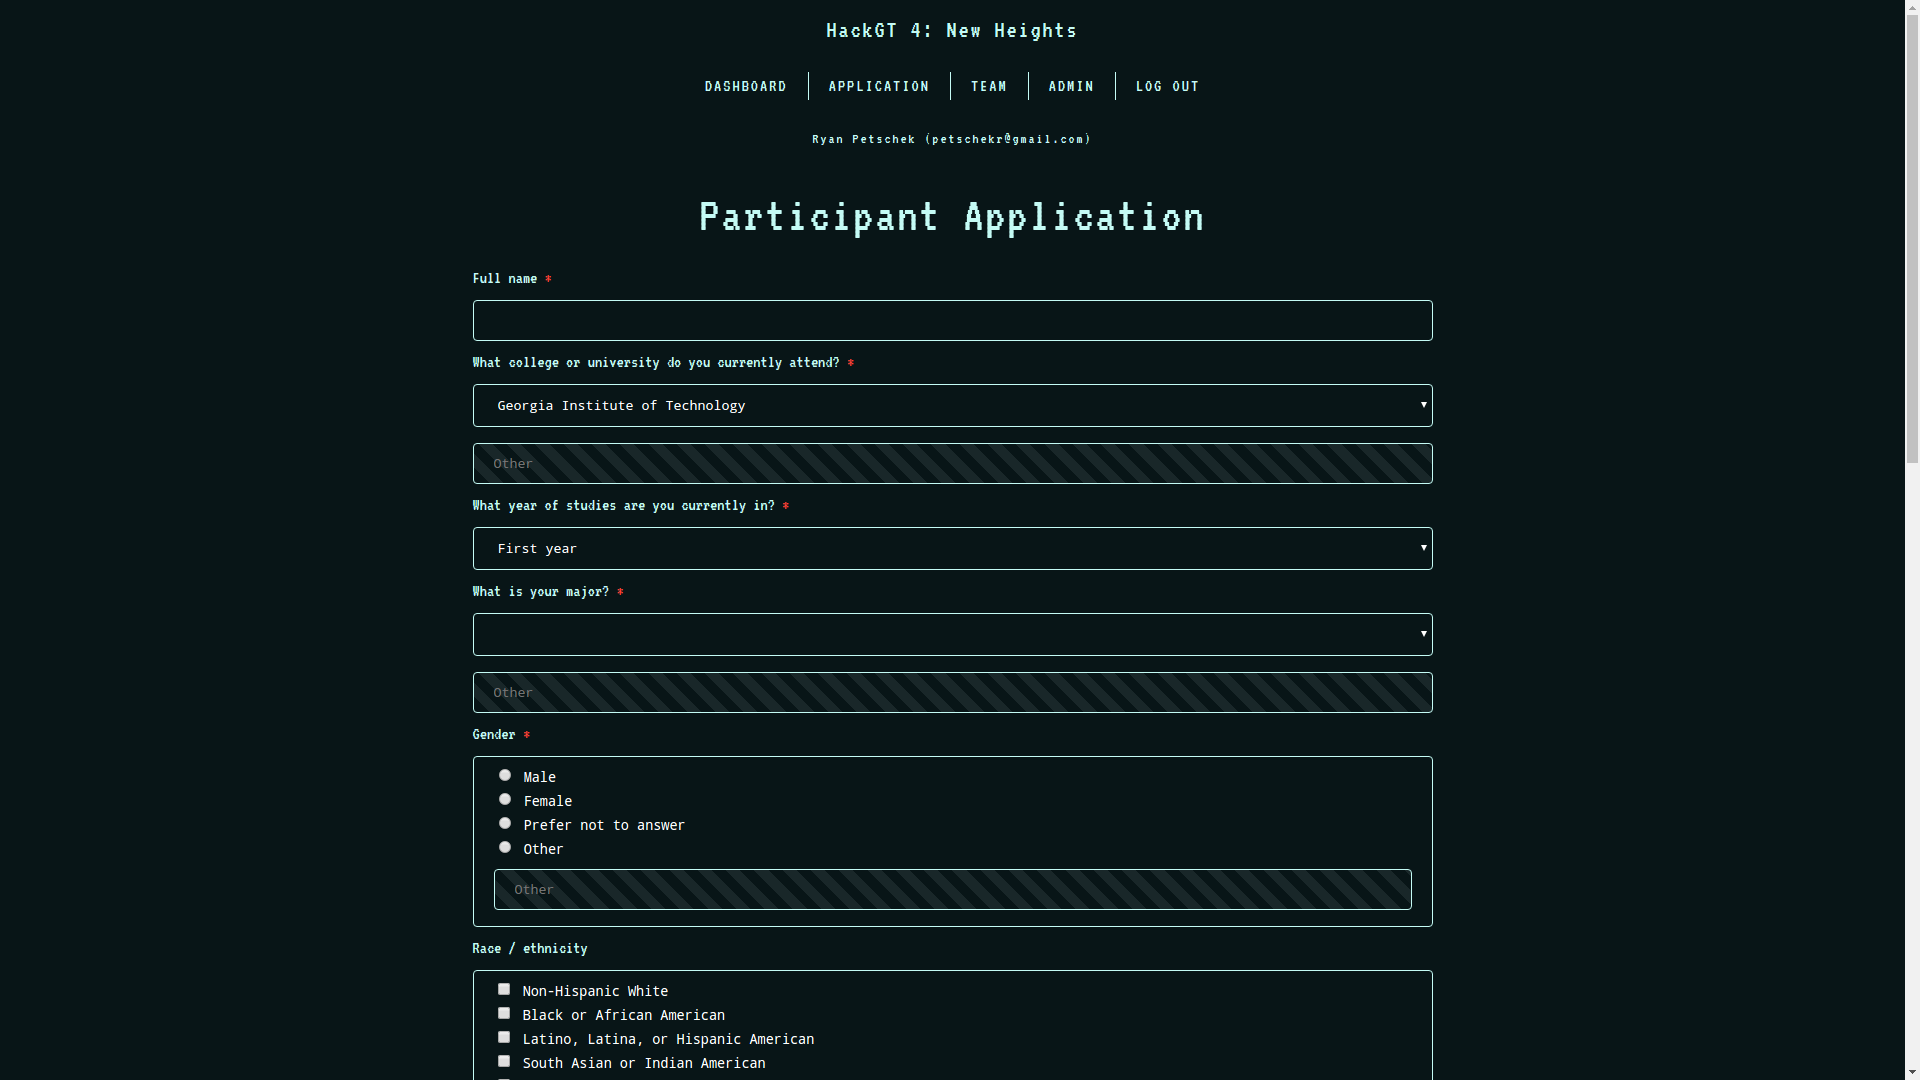 HackGT 4: New Heights
DASHBOARD APPLICATION TEAM ADMIN LOG OUT
Ryan Petschek (petschekr@gmail.com)
Participant Application
Full name *
What college or university do you currently attend? *
Georgia Institute of Technology
Other
What year of studies are you currently in? *
First year
What is your major? *
Other
Gender *
Male
Female
Prefer not to answer
Other
Other
Race / ethnicity
Non-Hispanic White
Black or African American
Latino, Latina, or Hispanic American
South Asian or Indian American